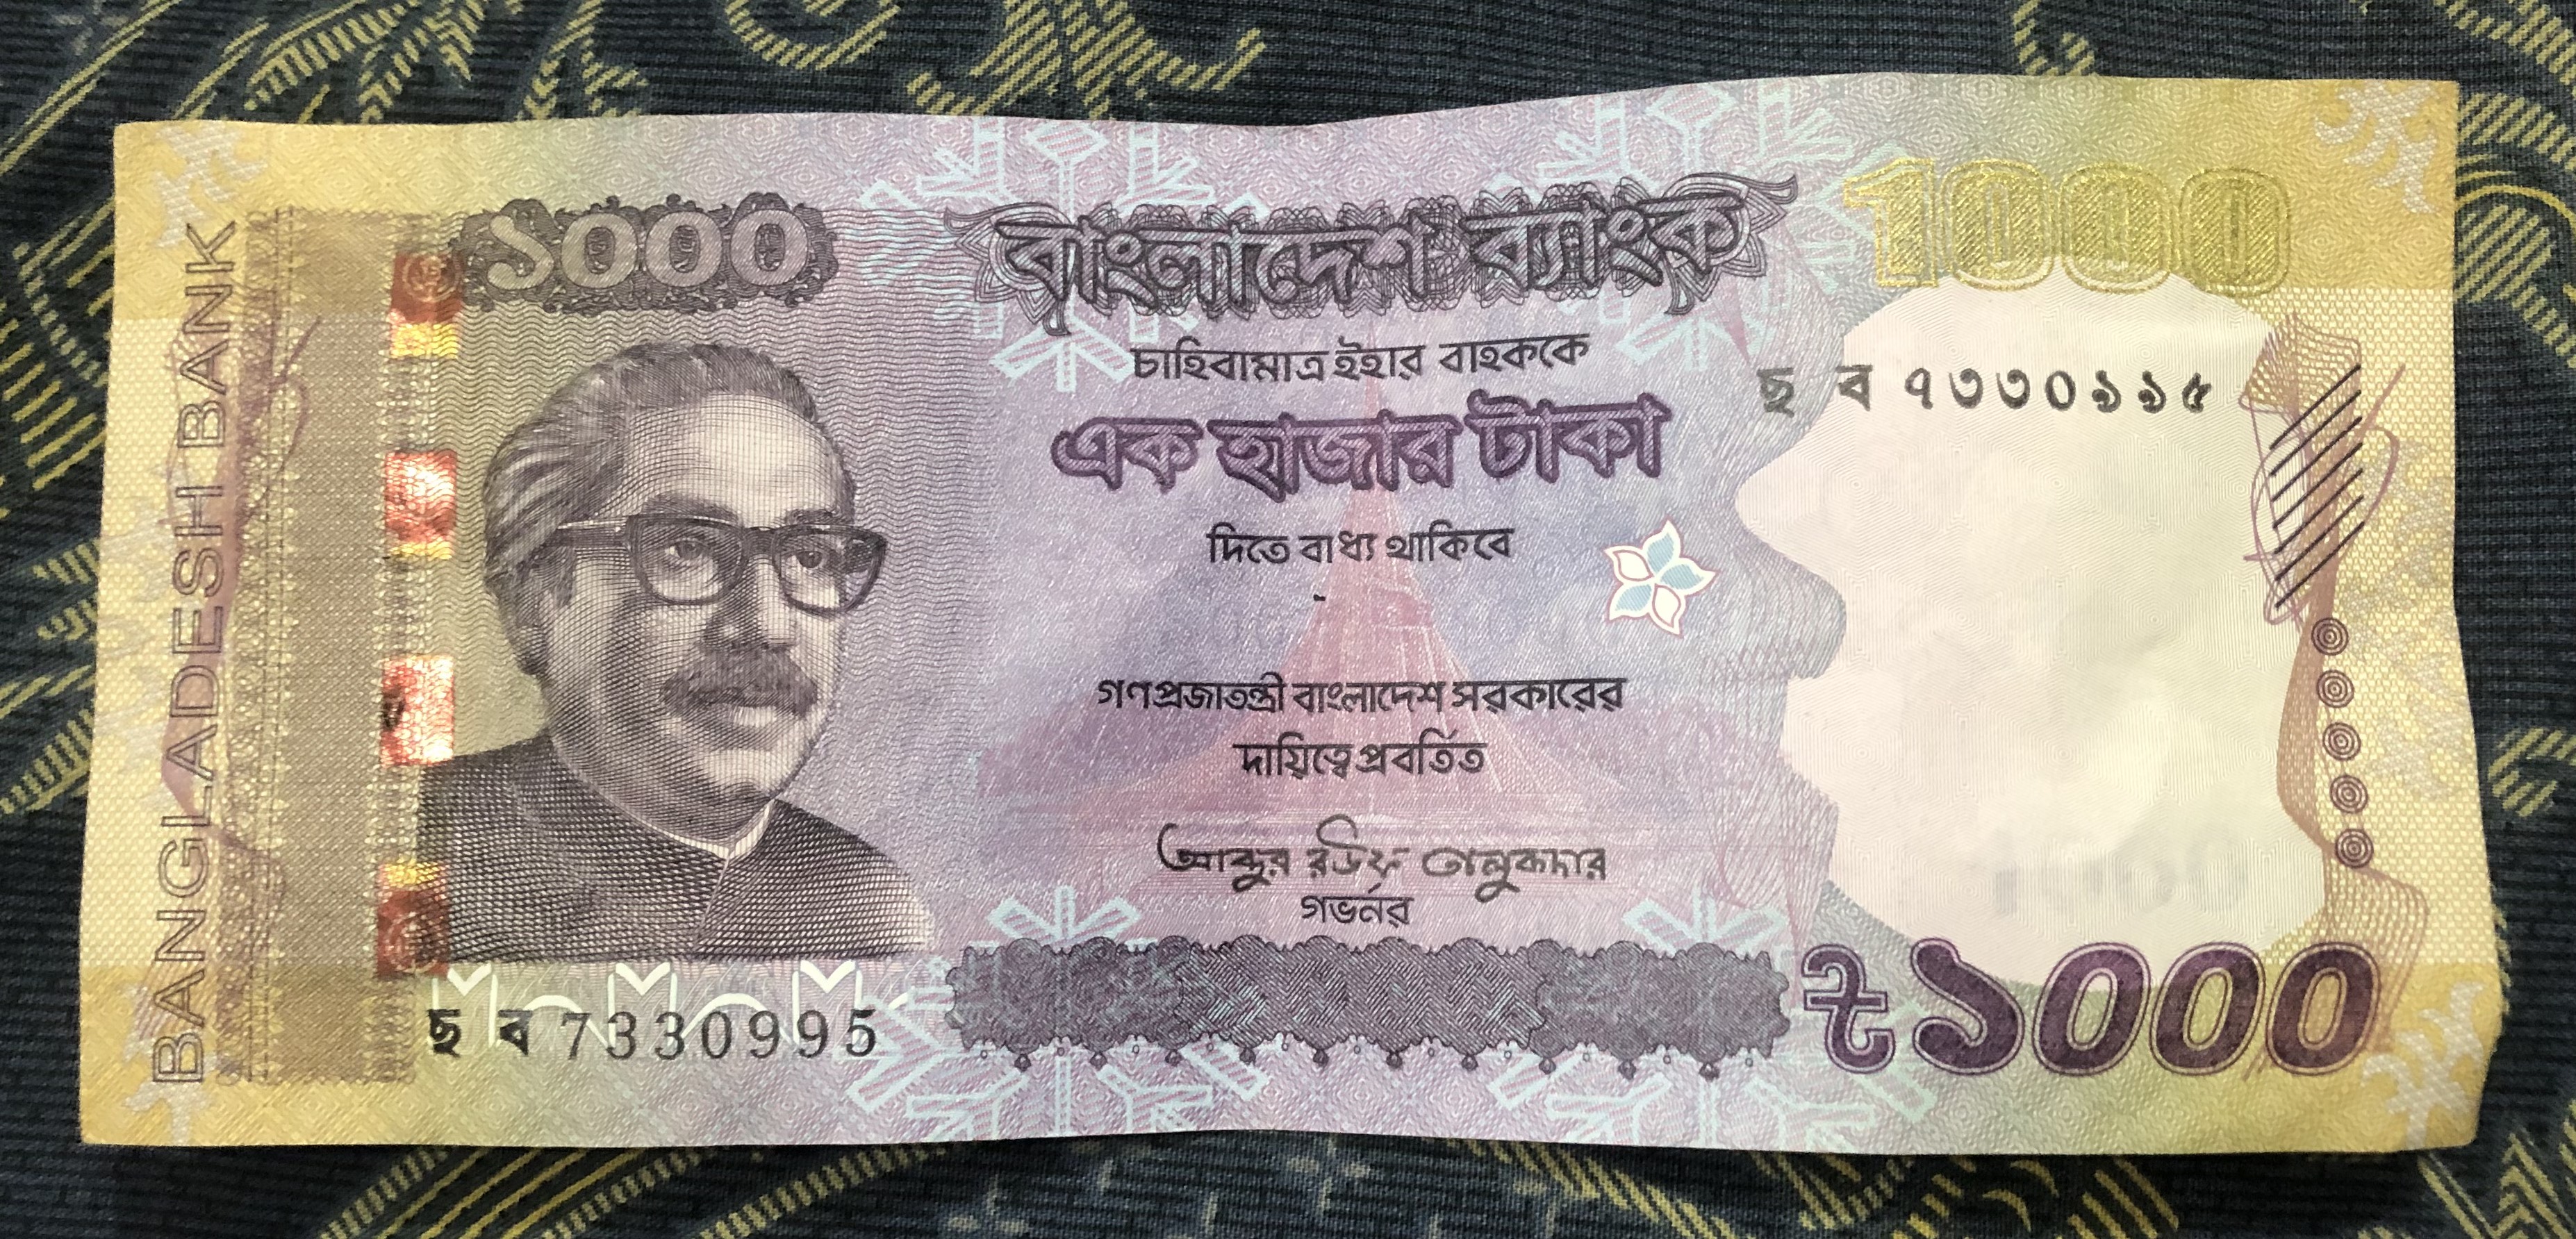 ১০০০
বাংলাদেশ ব্যাংক
1000
চাহিবামাত্র ইহার বাহককে
ছ ব ৭৩৩০৯৯৫
এক হাজার টাকা
দিতে বাধ্য থাকিবে
গণপ্রজাতন্ত্রী বাংলাদেশ সরকারের
দায়িত্বে প্রবর্তিত
আব্দুর রউফ তালুকদার
গভর্নর
ছ ব 7330995
৳১০০০
BANGLADESH BANK
1000